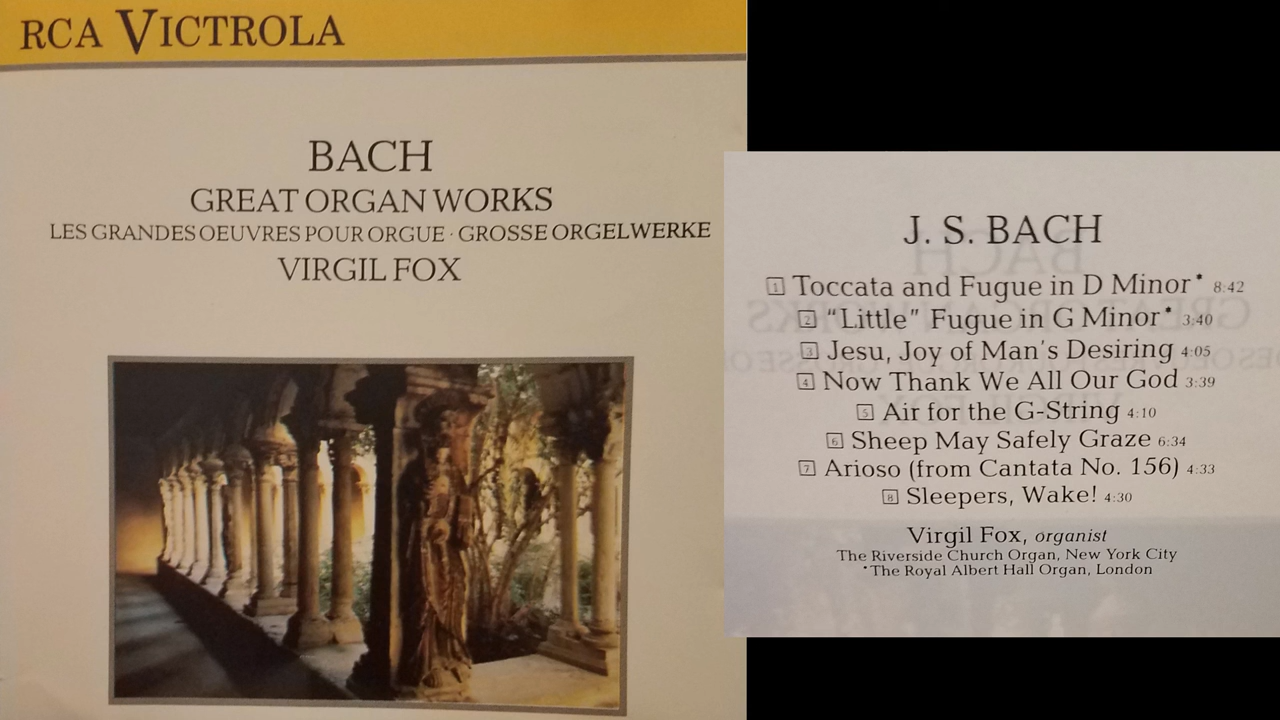 RCA VICTROLA
BACH
GREAT ORGAN WORKS
LES GRANDES OEUVRES POUR ORGUE · GROSSE ORGELWERKE
VIRGIL FOX
J. S. BACH
1 Toccata and Fugue in D Minor* 8:42
2 “Little” Fugue in G Minor* 3:40
3 Jesu, Joy of Man's Desiring 4:05
4 Now Thank We All Our God 3:39
5 Air for the G-String 4:10
6 Sheep May Safely Graze 6:34
7 Arioso (from Cantata No. 156) 4:33
8 Sleepers, Wake! 4:30
Virgil Fox, organist
The Riverside Church Organ, New York City
*The Royal Albert Hall Organ, London